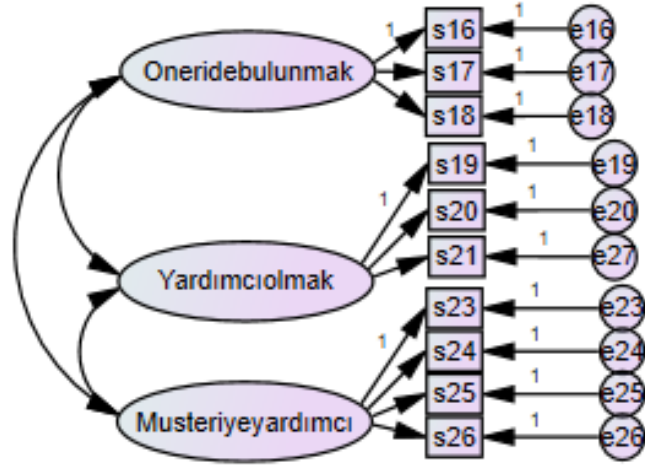 1 s16 1 e16
Oneridebulunmak s17 1 e17
s18 1 e18
s19 1 e19
1 s20 1 e20
Yardımcıolmak s21 1 e27
s23 1 e23
1 s24 1 e24
Musteriyeyardımcı s25 1 e25
s26 1 e26